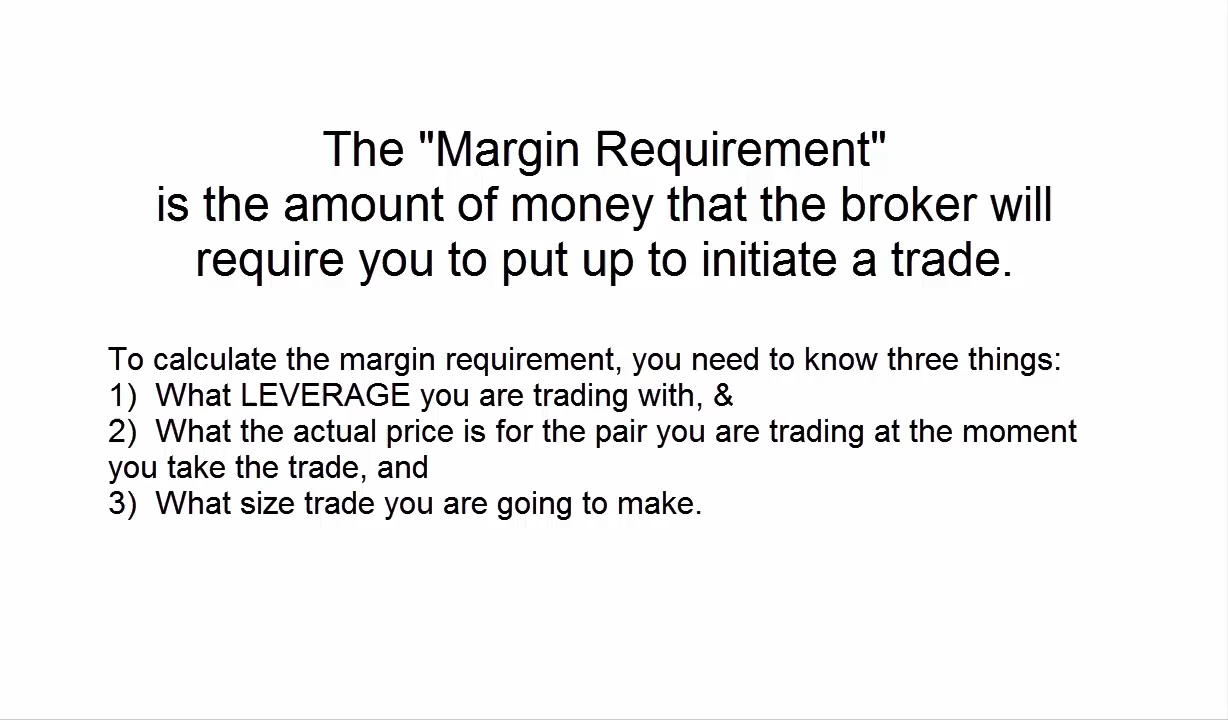 The "Margin Requirement"
is the amount of money that the broker will
require you to put up to initiate a trade.
To calculate the margin requirement, you need to know three things:
1)  What LEVERAGE you are trading with, &
2)  What the actual price is for the pair you are trading at the moment
you take the trade, and
3)  What size trade you are going to make.